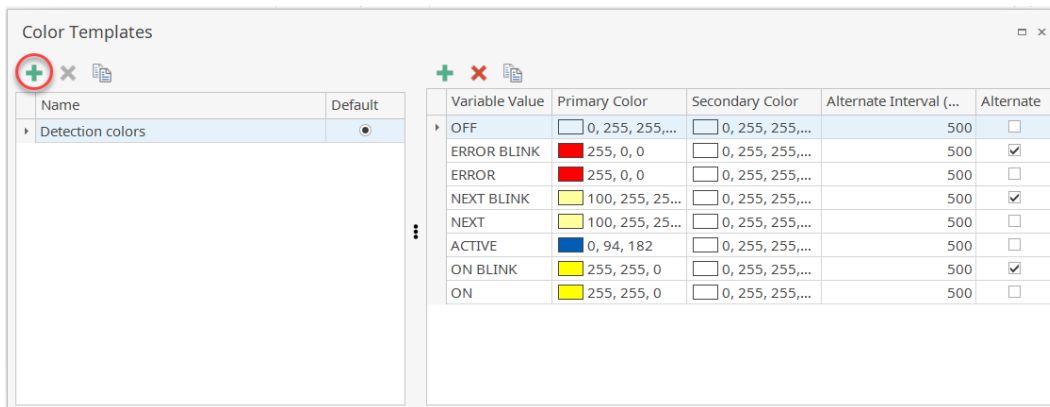 Color Templates
Name Default
Detection colors
Variable Value Primary Color Secondary Color Alternate Interval (... Alternate
OFF 0, 255, 255,... 0, 255, 255,... 500
ERROR BLINK 255, 0, 0 0, 255, 255,... 500
ERROR 255, 0, 0 0, 255, 255,... 500
NEXT BLINK 100, 255, 25... 0, 255, 255,... 500
NEXT 100, 255, 25... 0, 255, 255,... 500
ACTIVE 0, 94, 182 0, 255, 255,... 500
ON BLINK 255, 255, 0 0, 255, 255,... 500
ON 255, 255, 0 0, 255, 255,... 500